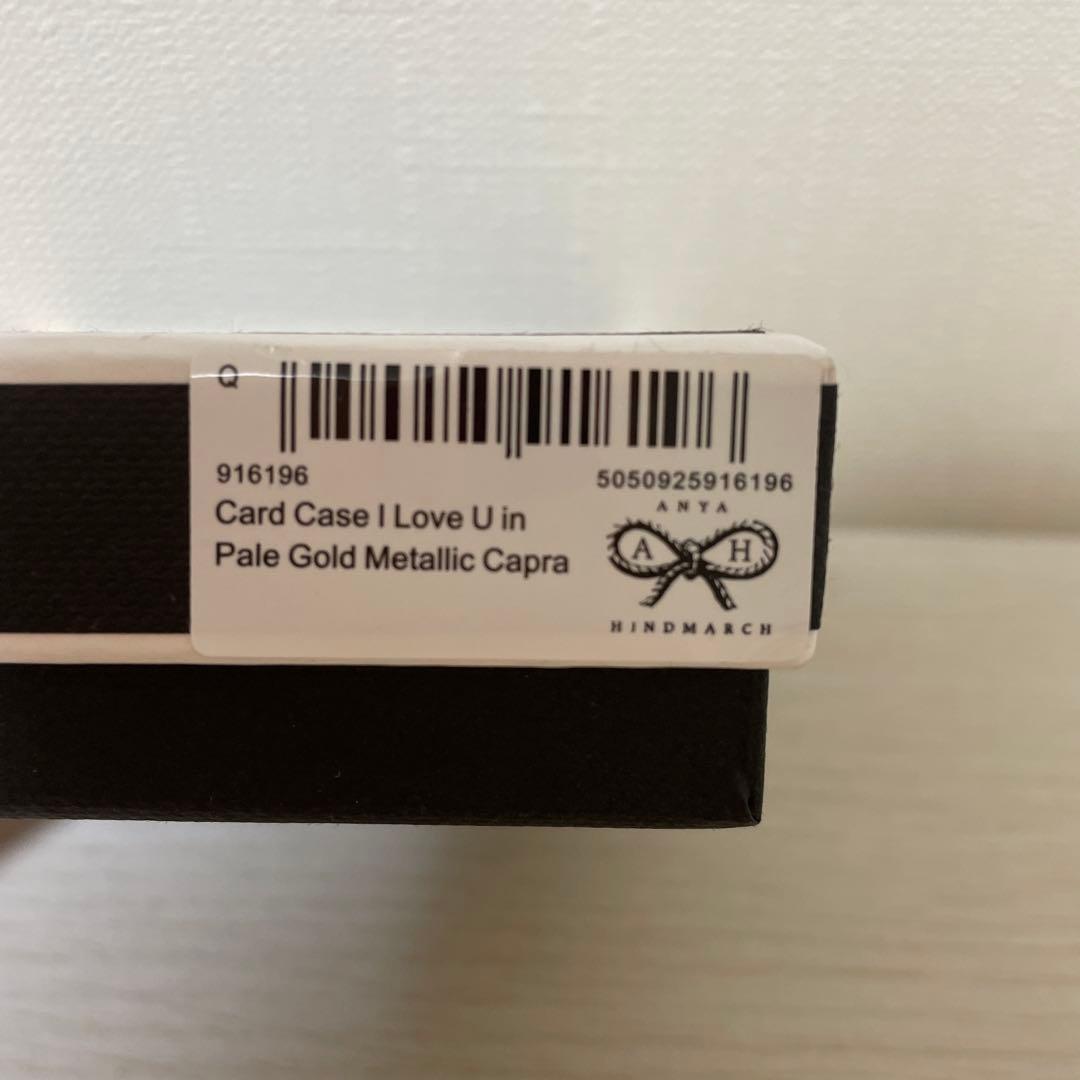 Q
916196
5050925916196
Card Case I Love U in
Pale Gold Metallic Capra
ANYA
A H
HINDMARCH